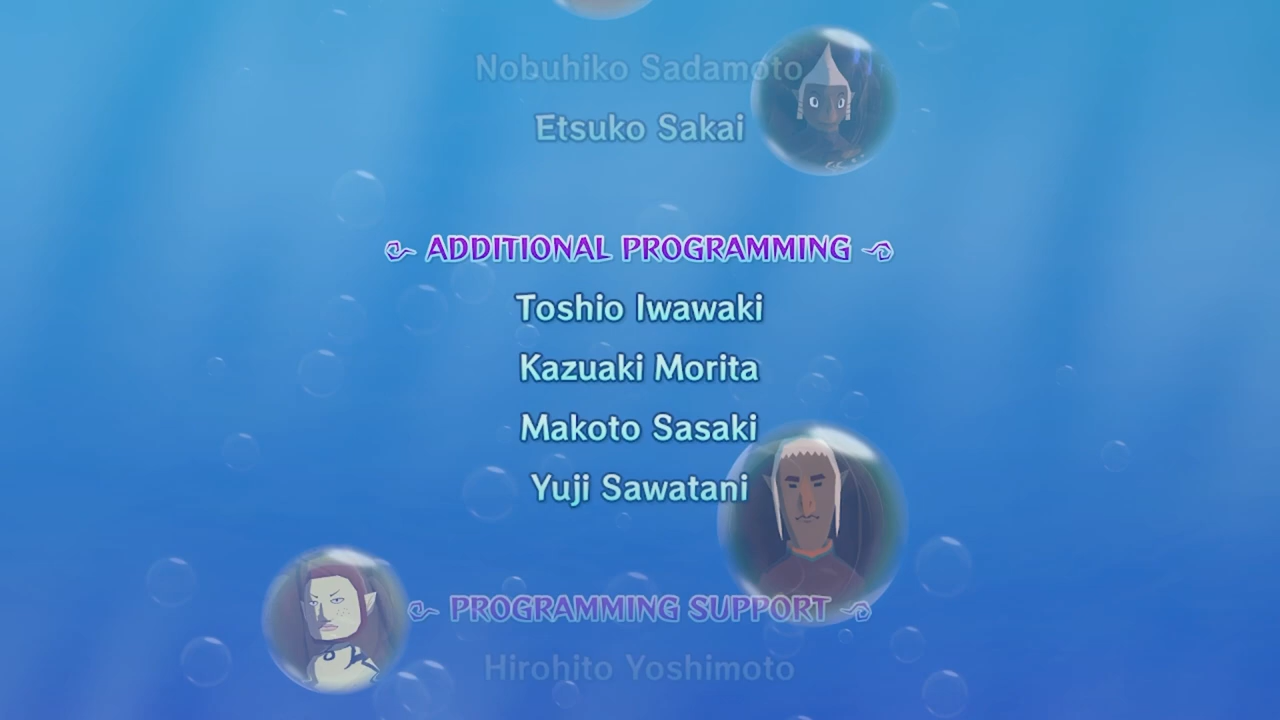 Nobuhiko Sadamoto
Etsuko Sakai
ADDITIONAL PROGRAMMING
Toshio Iwawaki
Kazuaki Morita
Makoto Sasaki
Yuji Sawatani
PROGRAMMING SUPPORT
Hirohito Yoshimoto